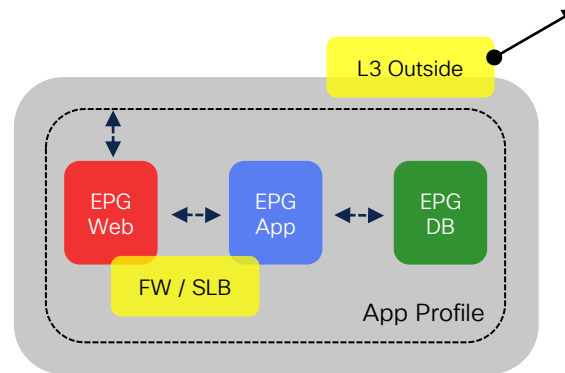 L3 Outside
EPG
Web
EPG
App
EPG
DB
FW / SLB
App Profile